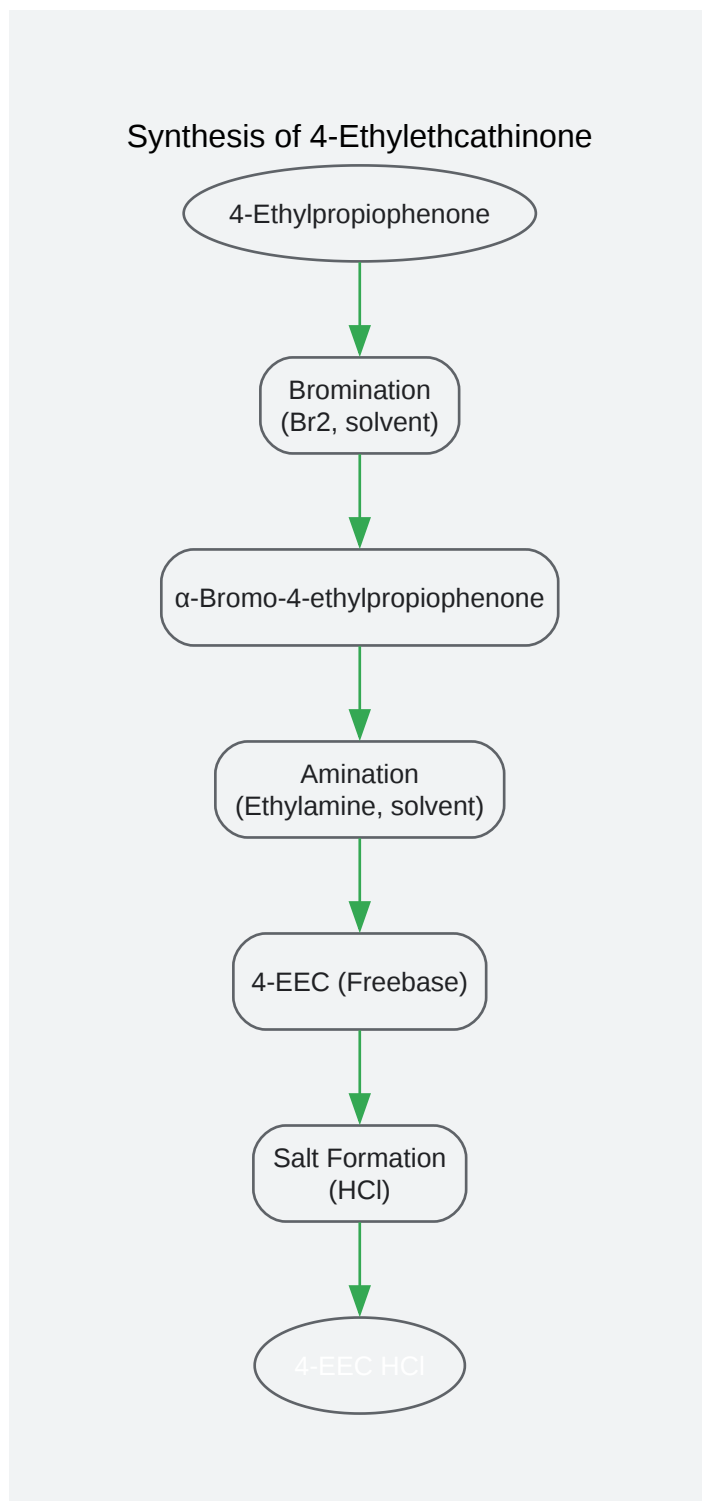 Synthesis of 4-Ethylethcathinone
4-Ethylpropiophenone
Bromination
(Br2, solvent)
α-Bromo-4-ethylpropiophenone
Amination
(Ethylamine, solvent)
4-EEC (Freebase)
Salt Formation
(HCl)
4-EEC HCl